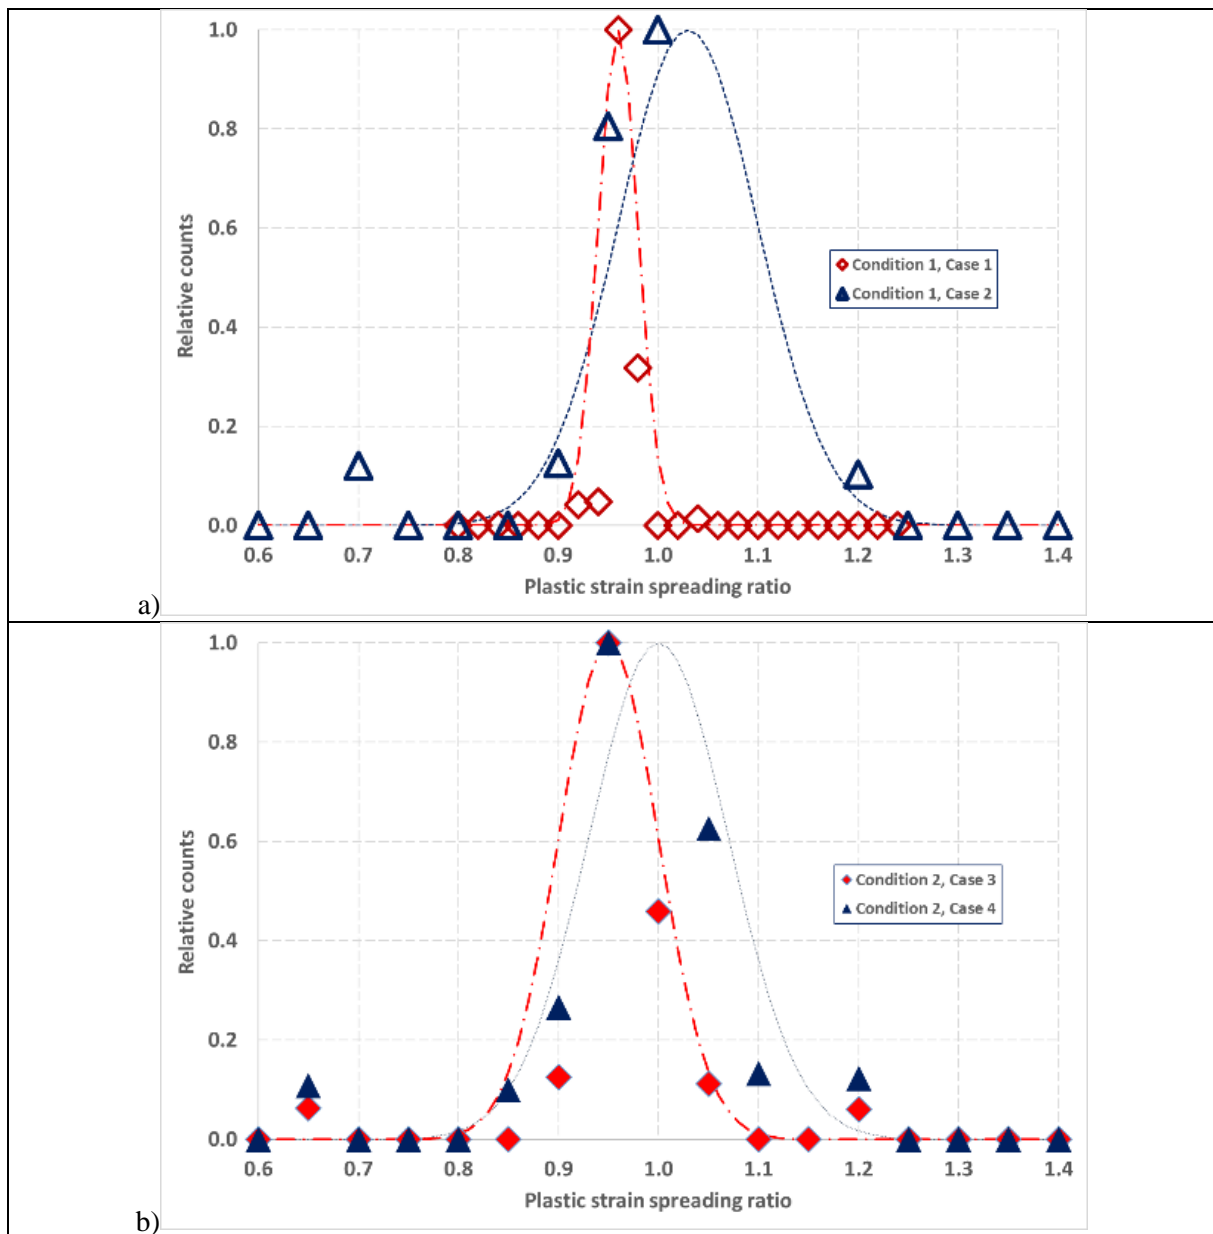 1.0
0.8
0.6
0.4
0.2
0.0
Relative counts
Condition 1, Case 1
Condition 1, Case 2
0.6 0.7 0.8 0.9 1.0 1.1 1.2 1.3 1.4
Plastic strain spreading ratio
a)
1.0
0.8
0.6
0.4
0.2
0.0
Relative counts
Condition 2, Case 3
Condition 2, Case 4
0.6 0.7 0.8 0.9 1.0 1.1 1.2 1.3 1.4
Plastic strain spreading ratio
b)